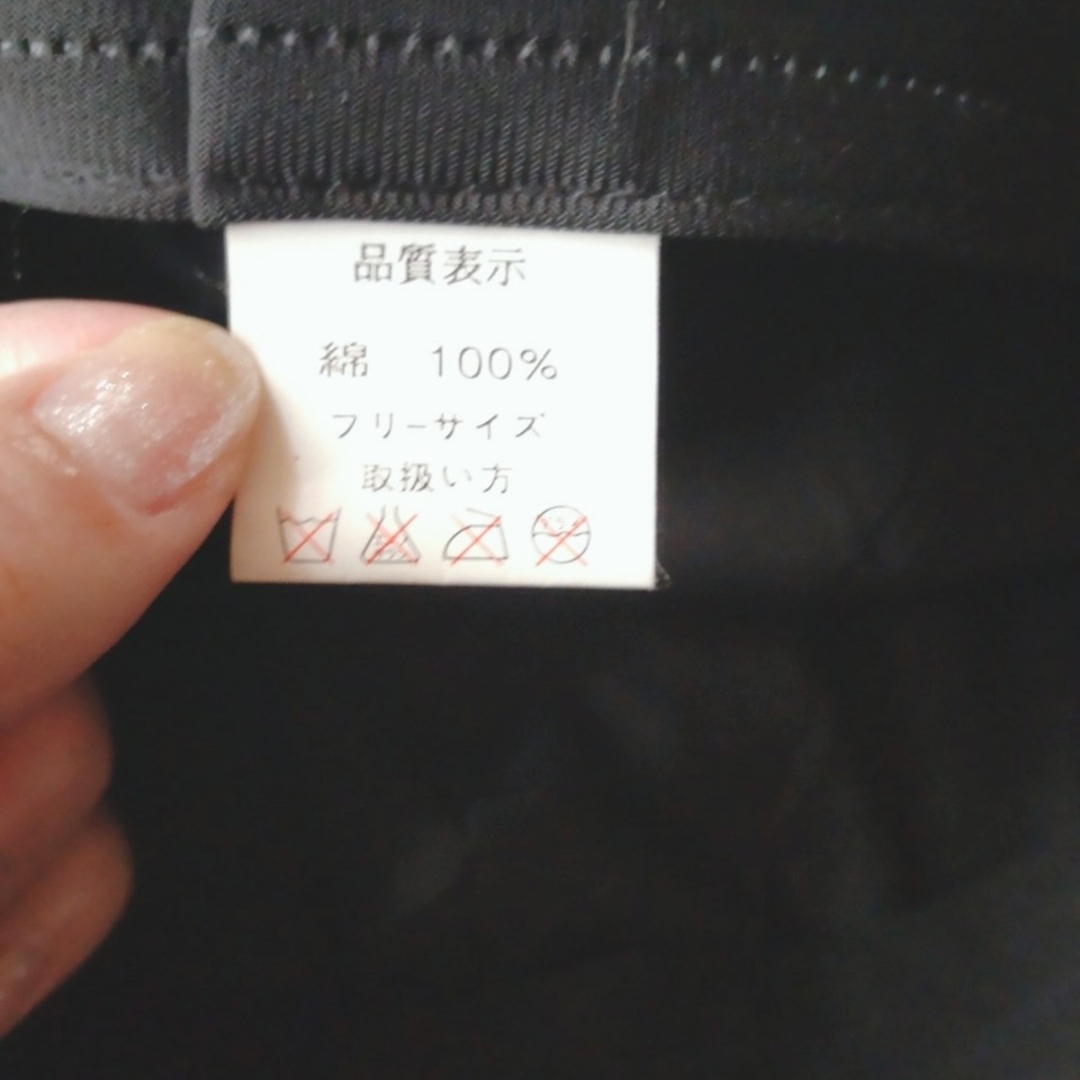 品質表示
綿 100%
フリーサイズ
取扱い方